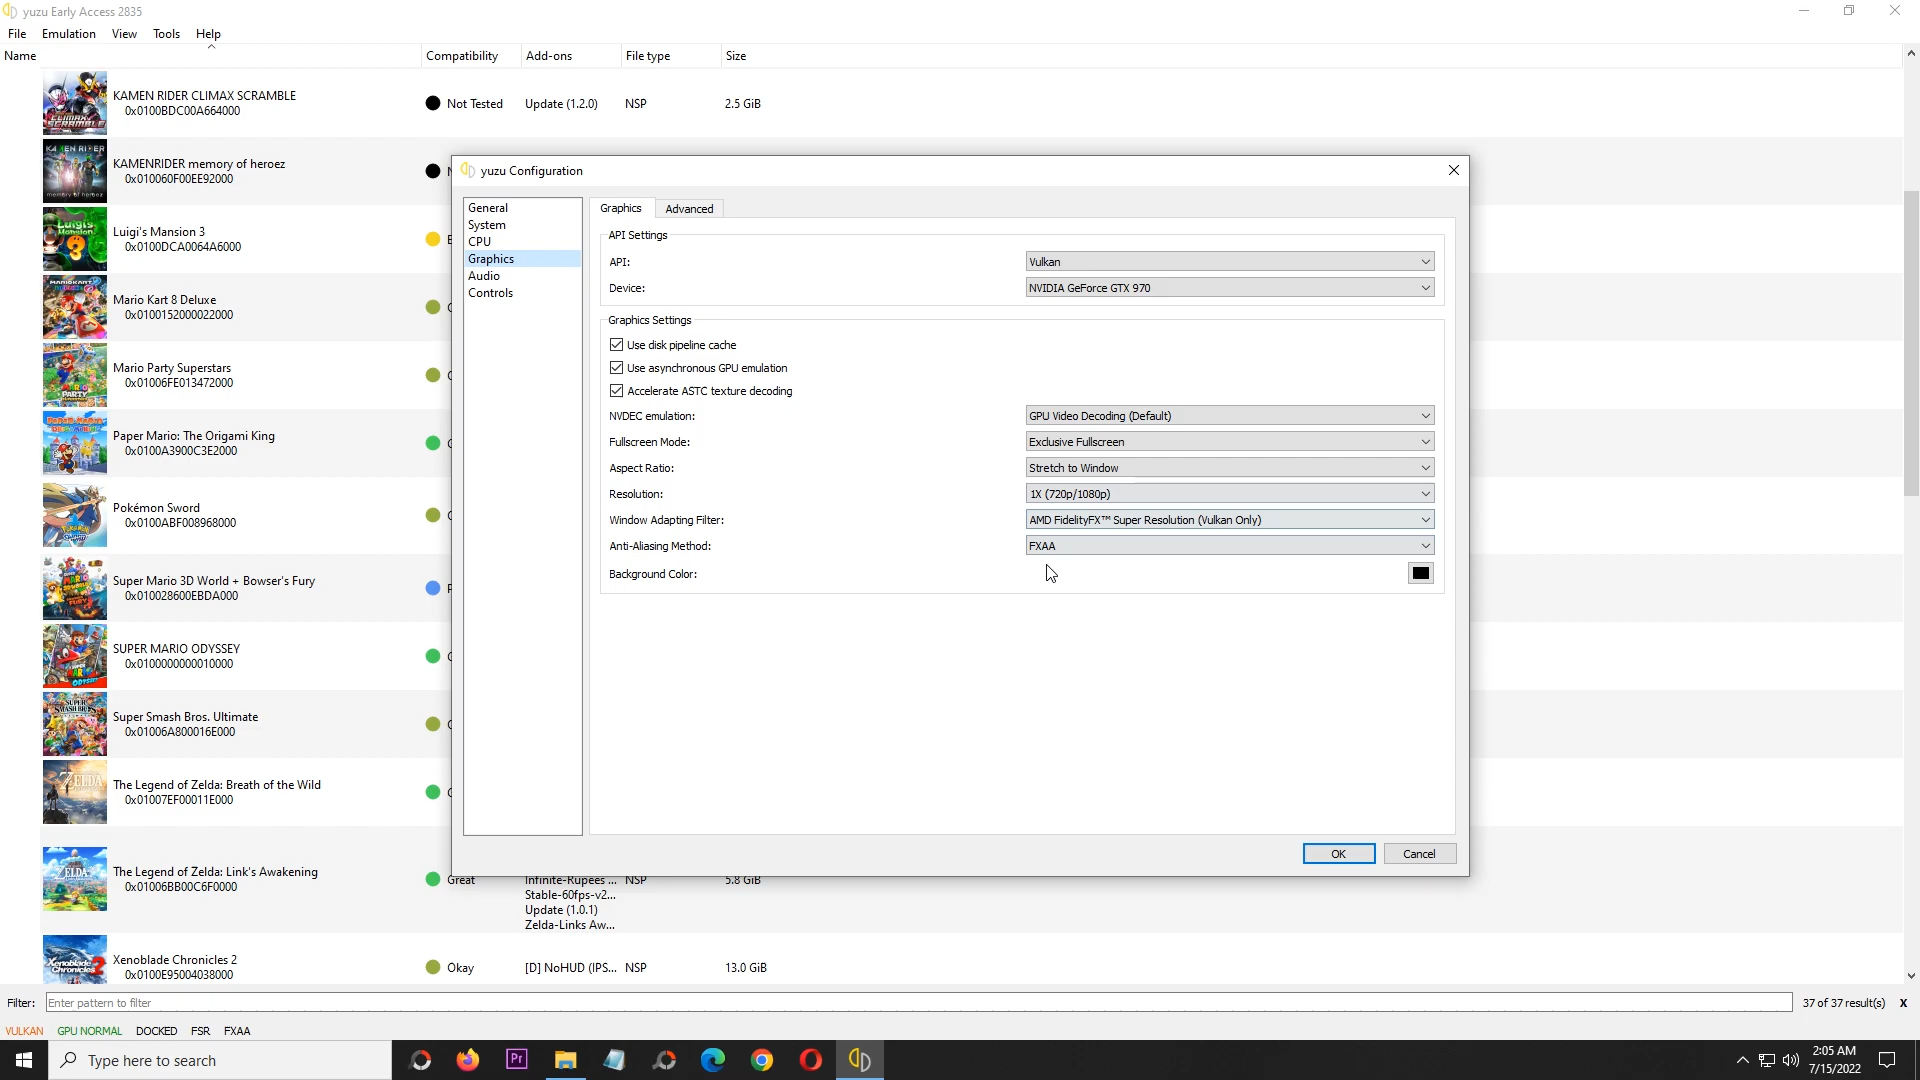 yuzu Early Access 2835
File Emulation View Tools Help
Name Compatibility Add-ons File type Size
KAMEN RIDER CLIMAX SCRAMBLE
0x0100BDC00A664000
Not Tested Update (1.2.0) NSP 2.5 GiB
KAMENRIDER memory of heroez
0x010060F00EE92000
Luigi's Mansion 3
0x0100DCA0064A6000
Mario Kart 8 Deluxe
0x0100152000022000
Mario Party Superstars
0x01006FE013472000
Paper Mario: The Origami King
0x0100A3900C3E2000
Pokémon Sword
0x0100ABF008968000
Super Mario 3D World + Bowser's Fury
0x010028600EBDA000
SUPER MARIO ODYSSEY
0x0100000000010000
Super Smash Bros. Ultimate
0x01006A800016E000
The Legend of Zelda: Breath of the Wild
0x01007EF00011E000
The Legend of Zelda: Link's Awakening
0x01006BB00C6F0000
Great Infinite-Rupees ... NSP 5.8 GiB
Stable-60fps-v2...
Update (1.0.1)
Zelda-Links Aw...
Xenoblade Chronicles 2
0x0100E95004038000
Okay [D] NoHUD (IPS... NSP 13.0 GiB
yuzu Configuration
General
System
CPU
Graphics
Audio
Controls
Graphics Advanced
API Settings
API: Vulkan
Device: NVIDIA GeForce GTX 970
Graphics Settings
Use disk pipeline cache
Use asynchronous GPU emulation
Accelerate ASTC texture decoding
NVDEC emulation: GPU Video Decoding (Default)
Fullscreen Mode: Exclusive Fullscreen
Aspect Ratio: Stretch to Window
Resolution: 1X (720p/1080p)
Window Adapting Filter: AMD FidelityFX™ Super Resolution (Vulkan Only)
Anti-Aliasing Method: FXAA
Background Color:
OK Cancel
Filter: Enter pattern to filter 37 of 37 result(s) X
VULKAN GPU NORMAL DOCKED FSR FXAA
Type here to search
Pr
2:05 AM
7/15/2022